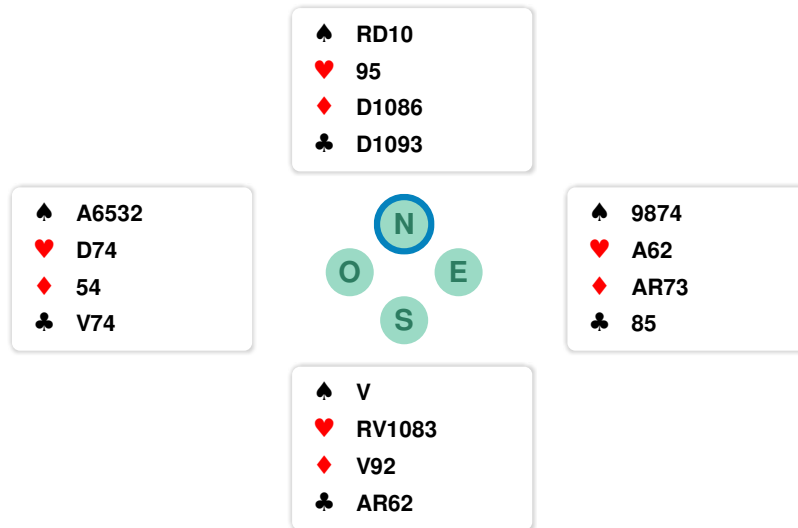 ♠ RD10
♥ 95
♦ D1086
♣ D1093
♠ A6532
♥ D74
♦ 54
♣ V74
N
O E
S
♠ 9874
♥ A62
♦ AR73
♣ 85
♠ V
♥ RV1083
♦ V92
♣ AR62